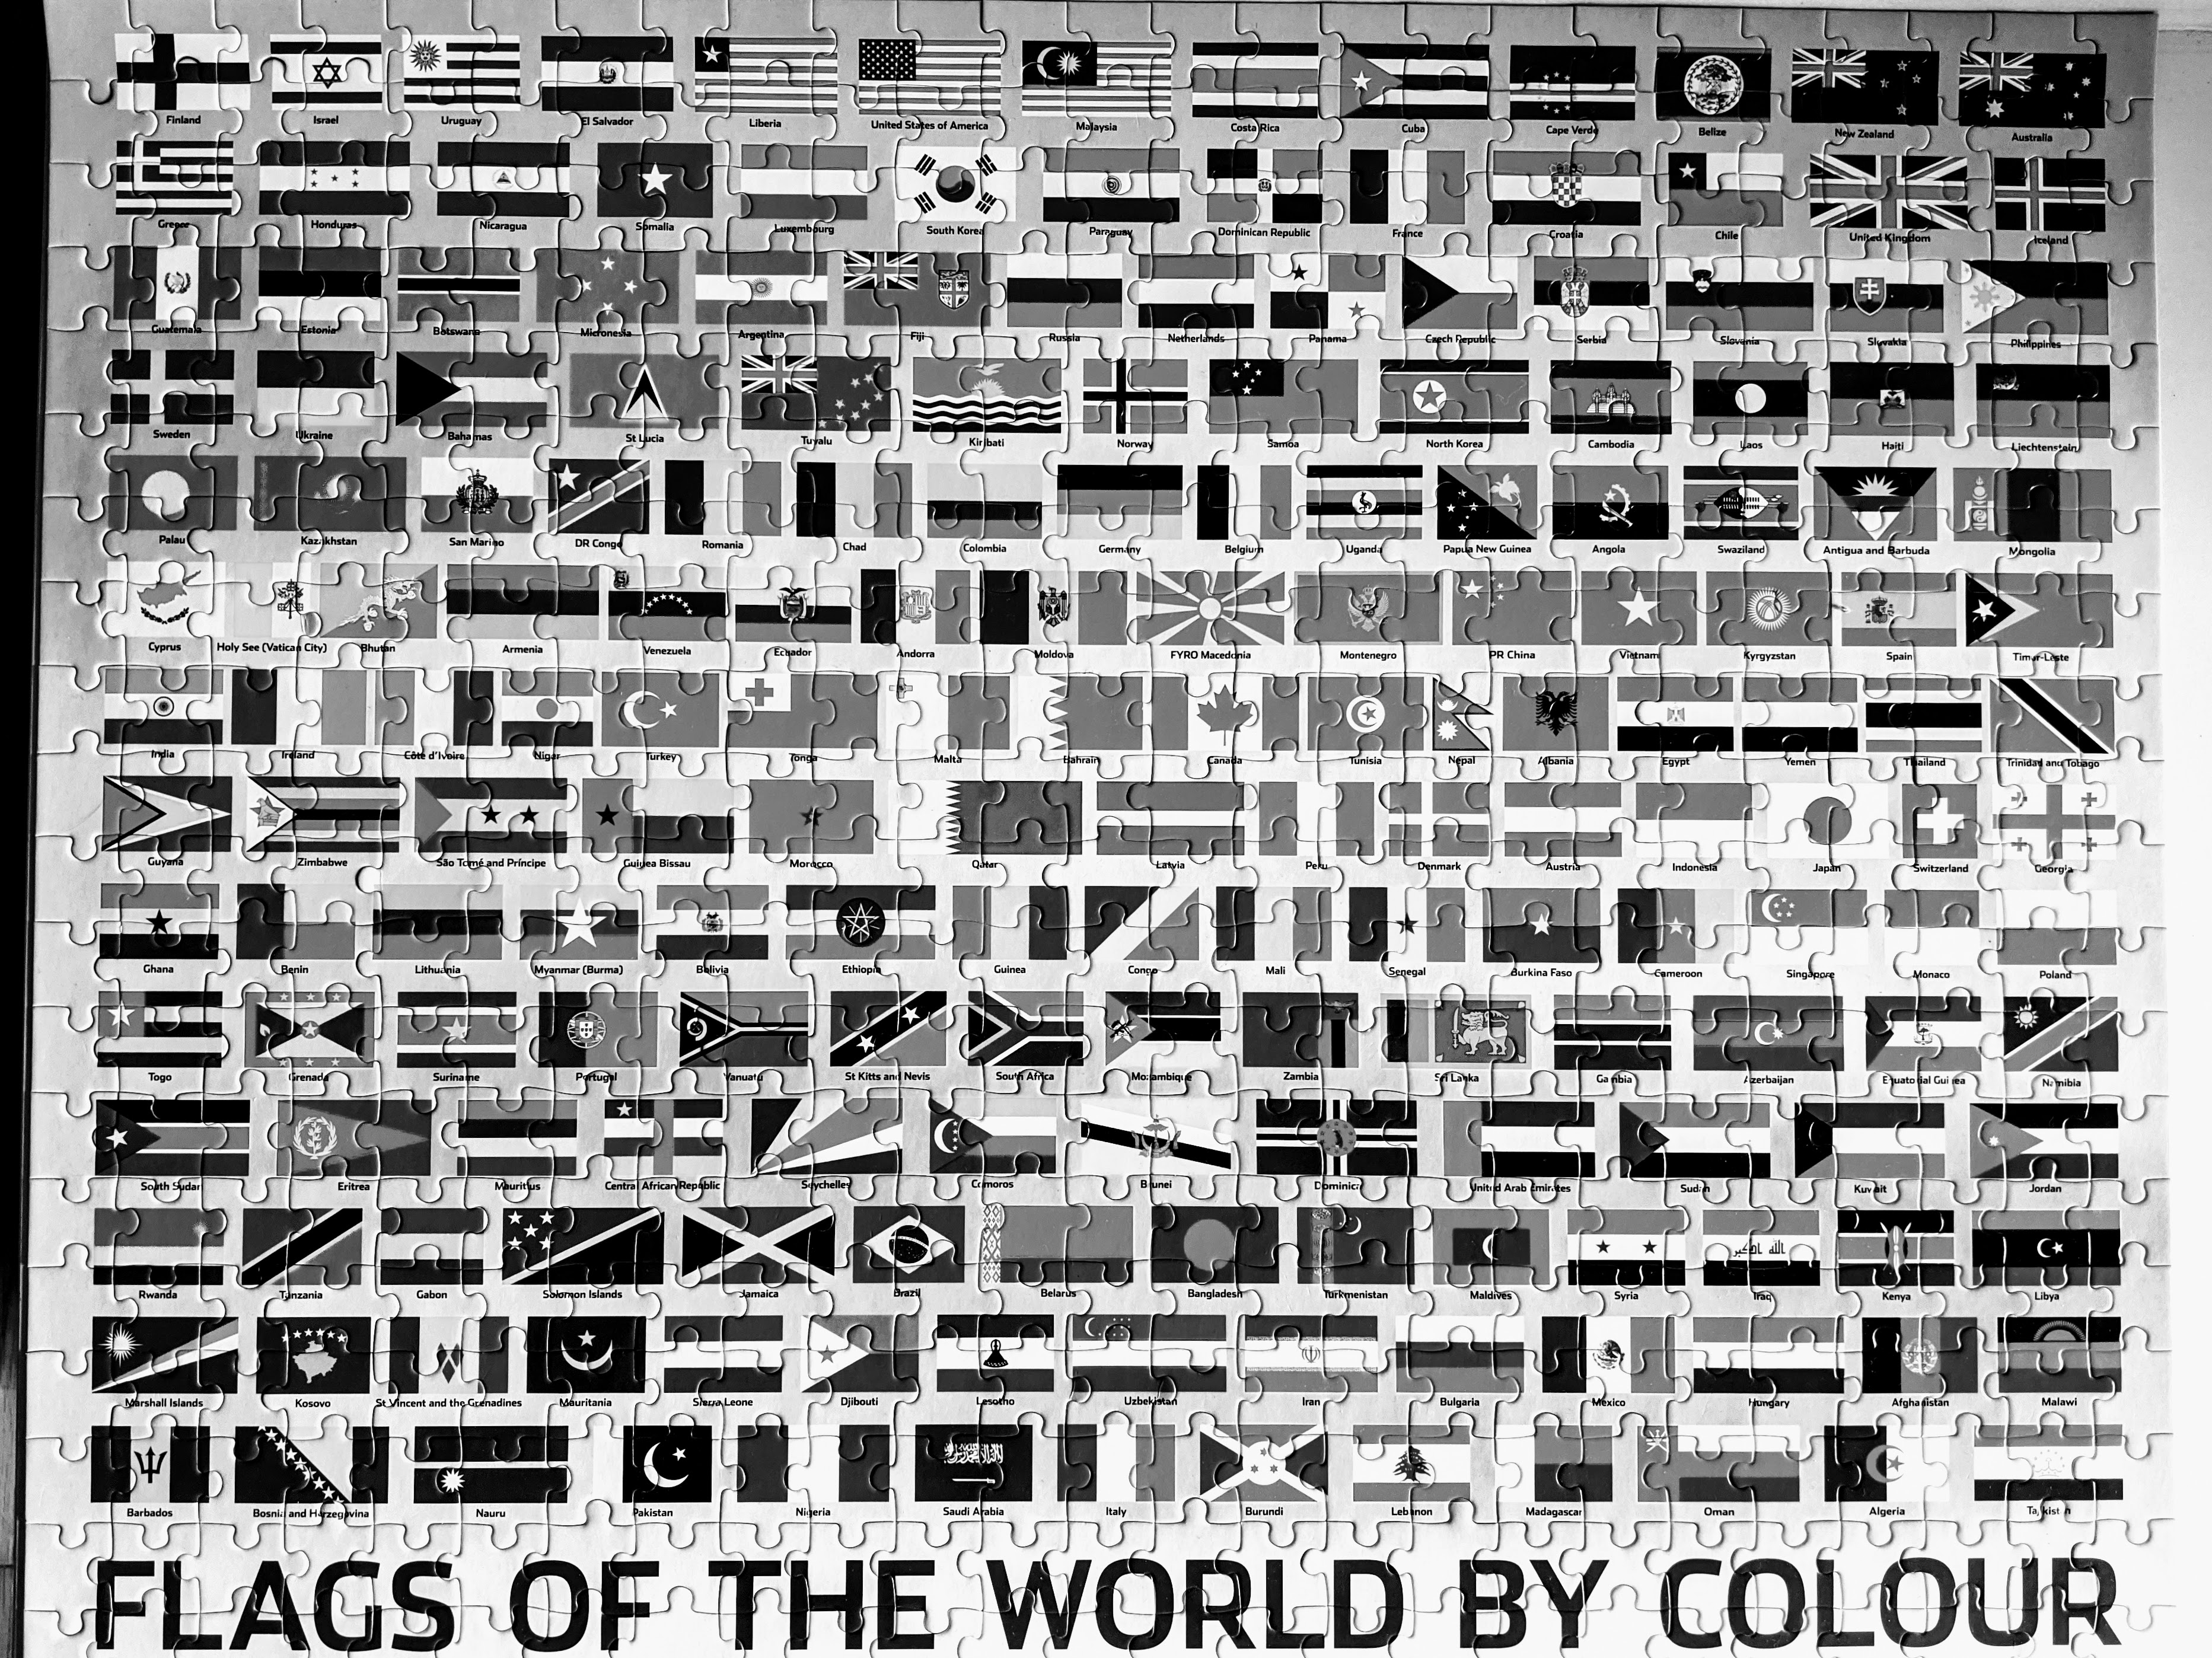 Finland Israel Uruguay El Salvador Liberia United States of America Malaysia Costa Rica Cuba Cape Verde Belize New Zealand Australia
Greece Honduras Nicaragua Somalia Luxembourg South Korea Paraguay Dominican Republic France Croatia Chile United Kingdom Iceland
Guatemala Estonia Botswana Micronesia Argentina Fiji Russia Netherlands Panama Czech Republic Serbia Slovenia Slovakia Philippines
Sweden Ukraine Bahamas St Lucia Tuvalu Kiribati Norway Samoa North Korea Cambodia Laos Haiti Liechtenstein
Palau Kazakhstan San Marino DR Congo Romania Chad Colombia Germany Belgium Uganda Papua New Guinea Angola Swaziland Antigua and Barbuda Mongolia
Cyprus Holy See (Vatican City) Bhutan Armenia Venezuela Ecuador Andorra Moldova FYRO Macedonia Montenegro PR China Vietnam Kyrgyzstan Spain Timor-Leste
India Ireland Côte d'Ivoire Niger Turkey Tonga Malta Bahrain Canada Tunisia Nepal Albania Egypt Yemen Thailand Trinidad and Tobago
Guyana Zimbabwe São Tomé and Príncipe Guinea Bissau Morocco Qatar Latvia Peru Denmark Austria Indonesia Japan Switzerland Georgia
Ghana Benin Lithuania Myanmar (Burma) Bolivia Ethiopia Guinea Congo Mali Senegal Burkina Faso Cameroon Singapore Monaco Poland
Togo Grenada Suriname Portugal Vanuatu St Kitts and Nevis South Africa Mozambique Zambia Sri Lanka Gambia Azerbaijan Equatorial Guinea Namibia
South Sudan Eritrea Mauritius Central African Republic Seychelles Comoros Brunei Dominica United Arab Emirates Sudan Kuwait Jordan
Rwanda Tanzania Gabon Solomon Islands Jamaica Brazil Belarus Bangladesh Turkmenistan Maldives Syria Iraq Kenya Libya
الله اكبر
Marshall Islands Kosovo St Vincent and the Grenadines Mauritania Sierra Leone Djibouti Lesotho Uzbekistan Iran Bulgaria Mexico Hungary Afghanistan Malawi
Barbados Bosnia and Herzegovina Nauru Pakistan Nigeria Saudi Arabia Italy Burundi Lebanon Madagascar Oman Algeria Tajikistan
FLAGS OF THE WORLD BY COLOUR